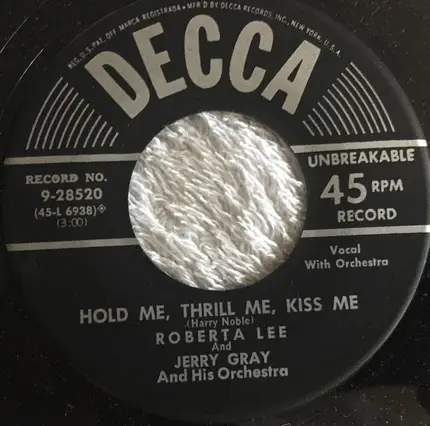 REG. U.S. PAT. OFF. MARCA REGISTRADA • MF'D BY DECCA RECORDS, INC., NEW YORK, U.S.A.
DECCA
RECORD NO.
9-28520
(45-L 6938)
(3:00)
UNBREAKABLE
45 RPM
RECORD
Vocal
With Orchestra
HOLD ME, THRILL ME, KISS ME
(Harry Noble)
ROBERTA LEE
And
JERRY GRAY
And His Orchestra